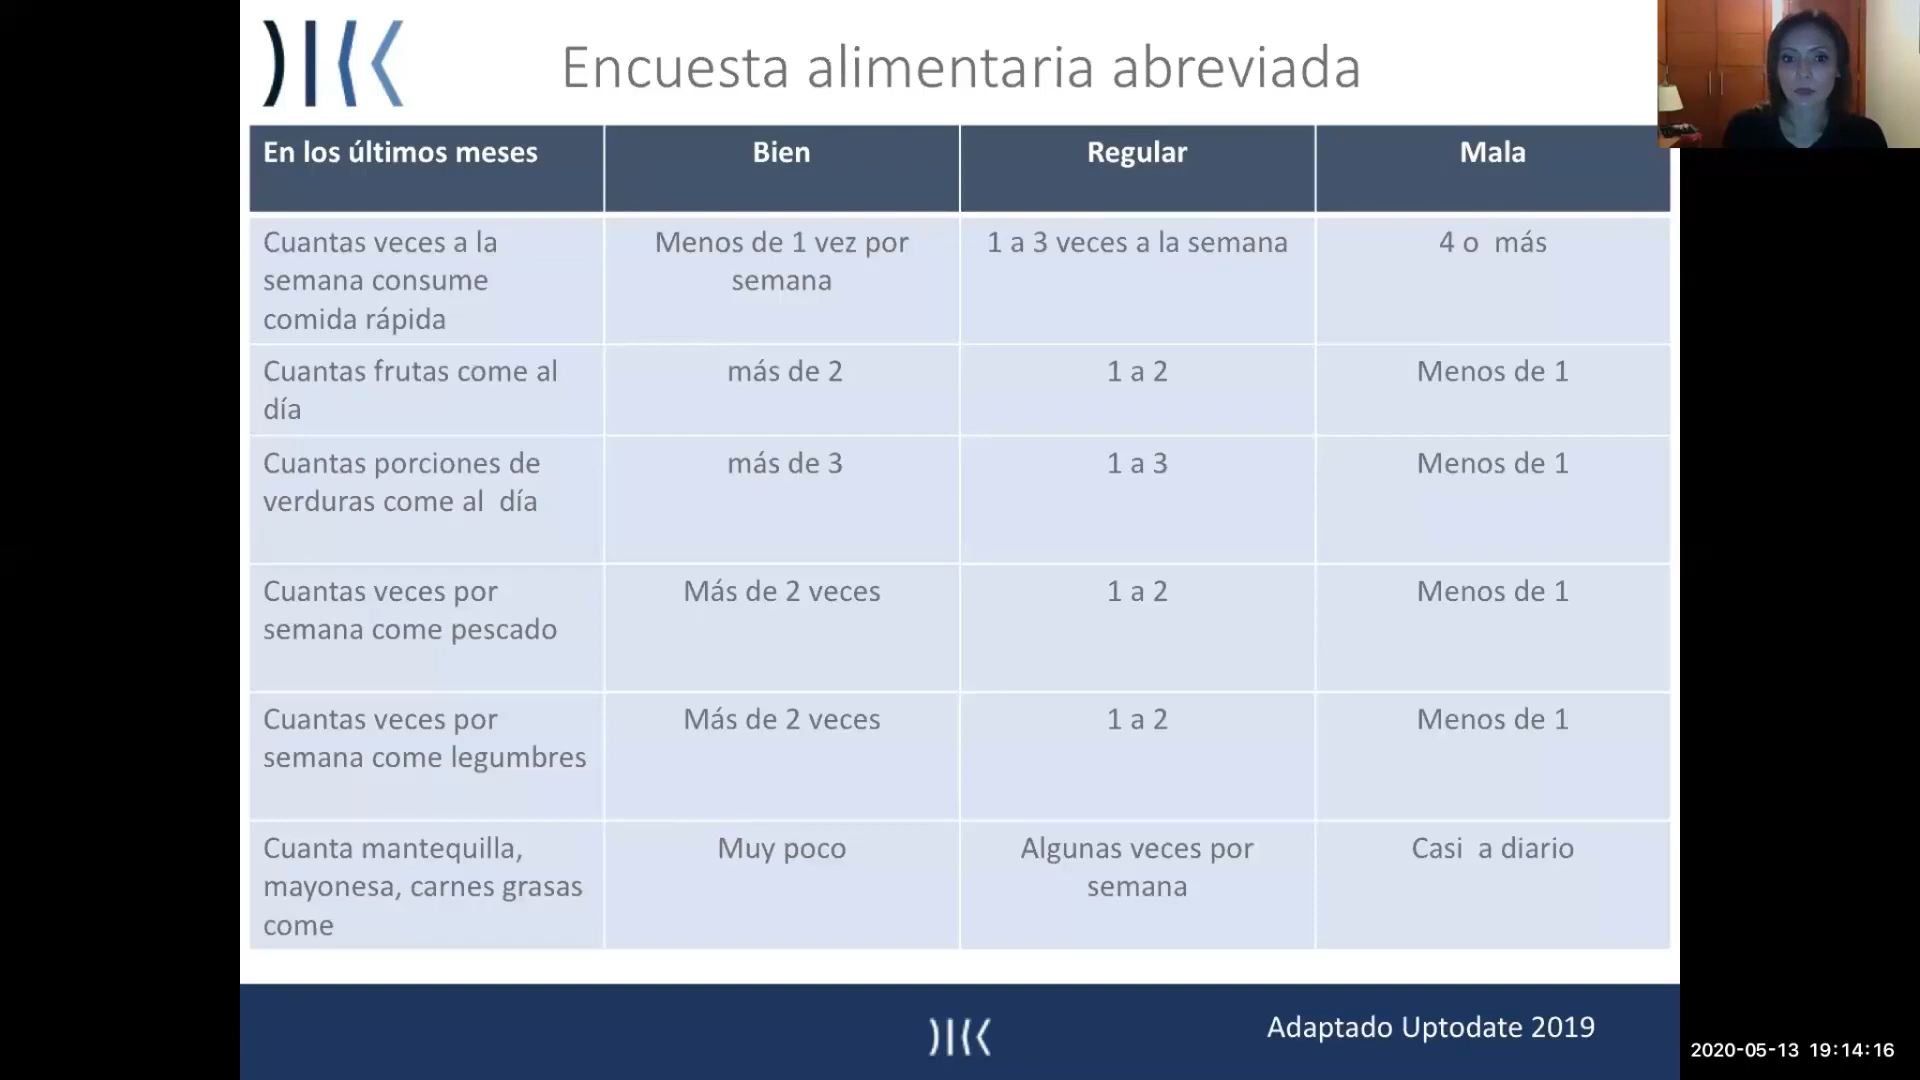 Encuesta alimentaria abreviada
En los últimos meses
Bien
Regular
Mala
Cuantas veces a la
semana consume
comida rápida
Menos de 1 vez por
semana
1 a 3 veces a la semana
4 o  más
Cuantas frutas come al
día
más de 2
1 a 2
Menos de 1
Cuantas porciones de
verduras come al  día
más de 3
1 a 3
Menos de 1
Cuantas veces por
semana come pescado
Más de 2 veces
1 a 2
Menos de 1
Cuantas veces por
semana come legumbres
Más de 2 veces
1 a 2
Menos de 1
Cuanta mantequilla,
mayonesa, carnes grasas
come
Muy poco
Algunas veces por
semana
Casi  a diario
Adaptado Uptodate 2019
2020-05-13 19:14:16